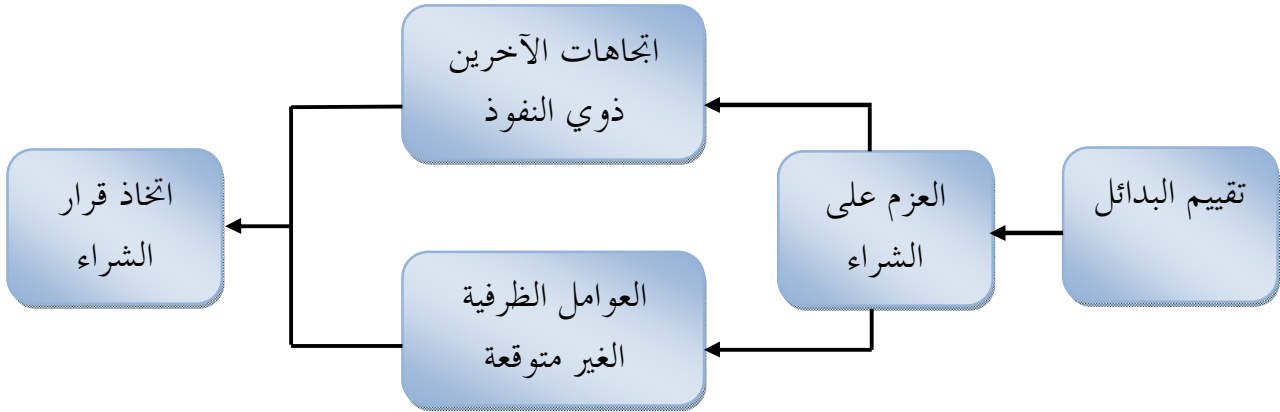 تقييم البدائل
العزم على
الشراء
اتجاهات الآخرين
ذوي النفوذ
العوامل الظرفية
الغير متوقعة
اتخاذ قرار
الشراء